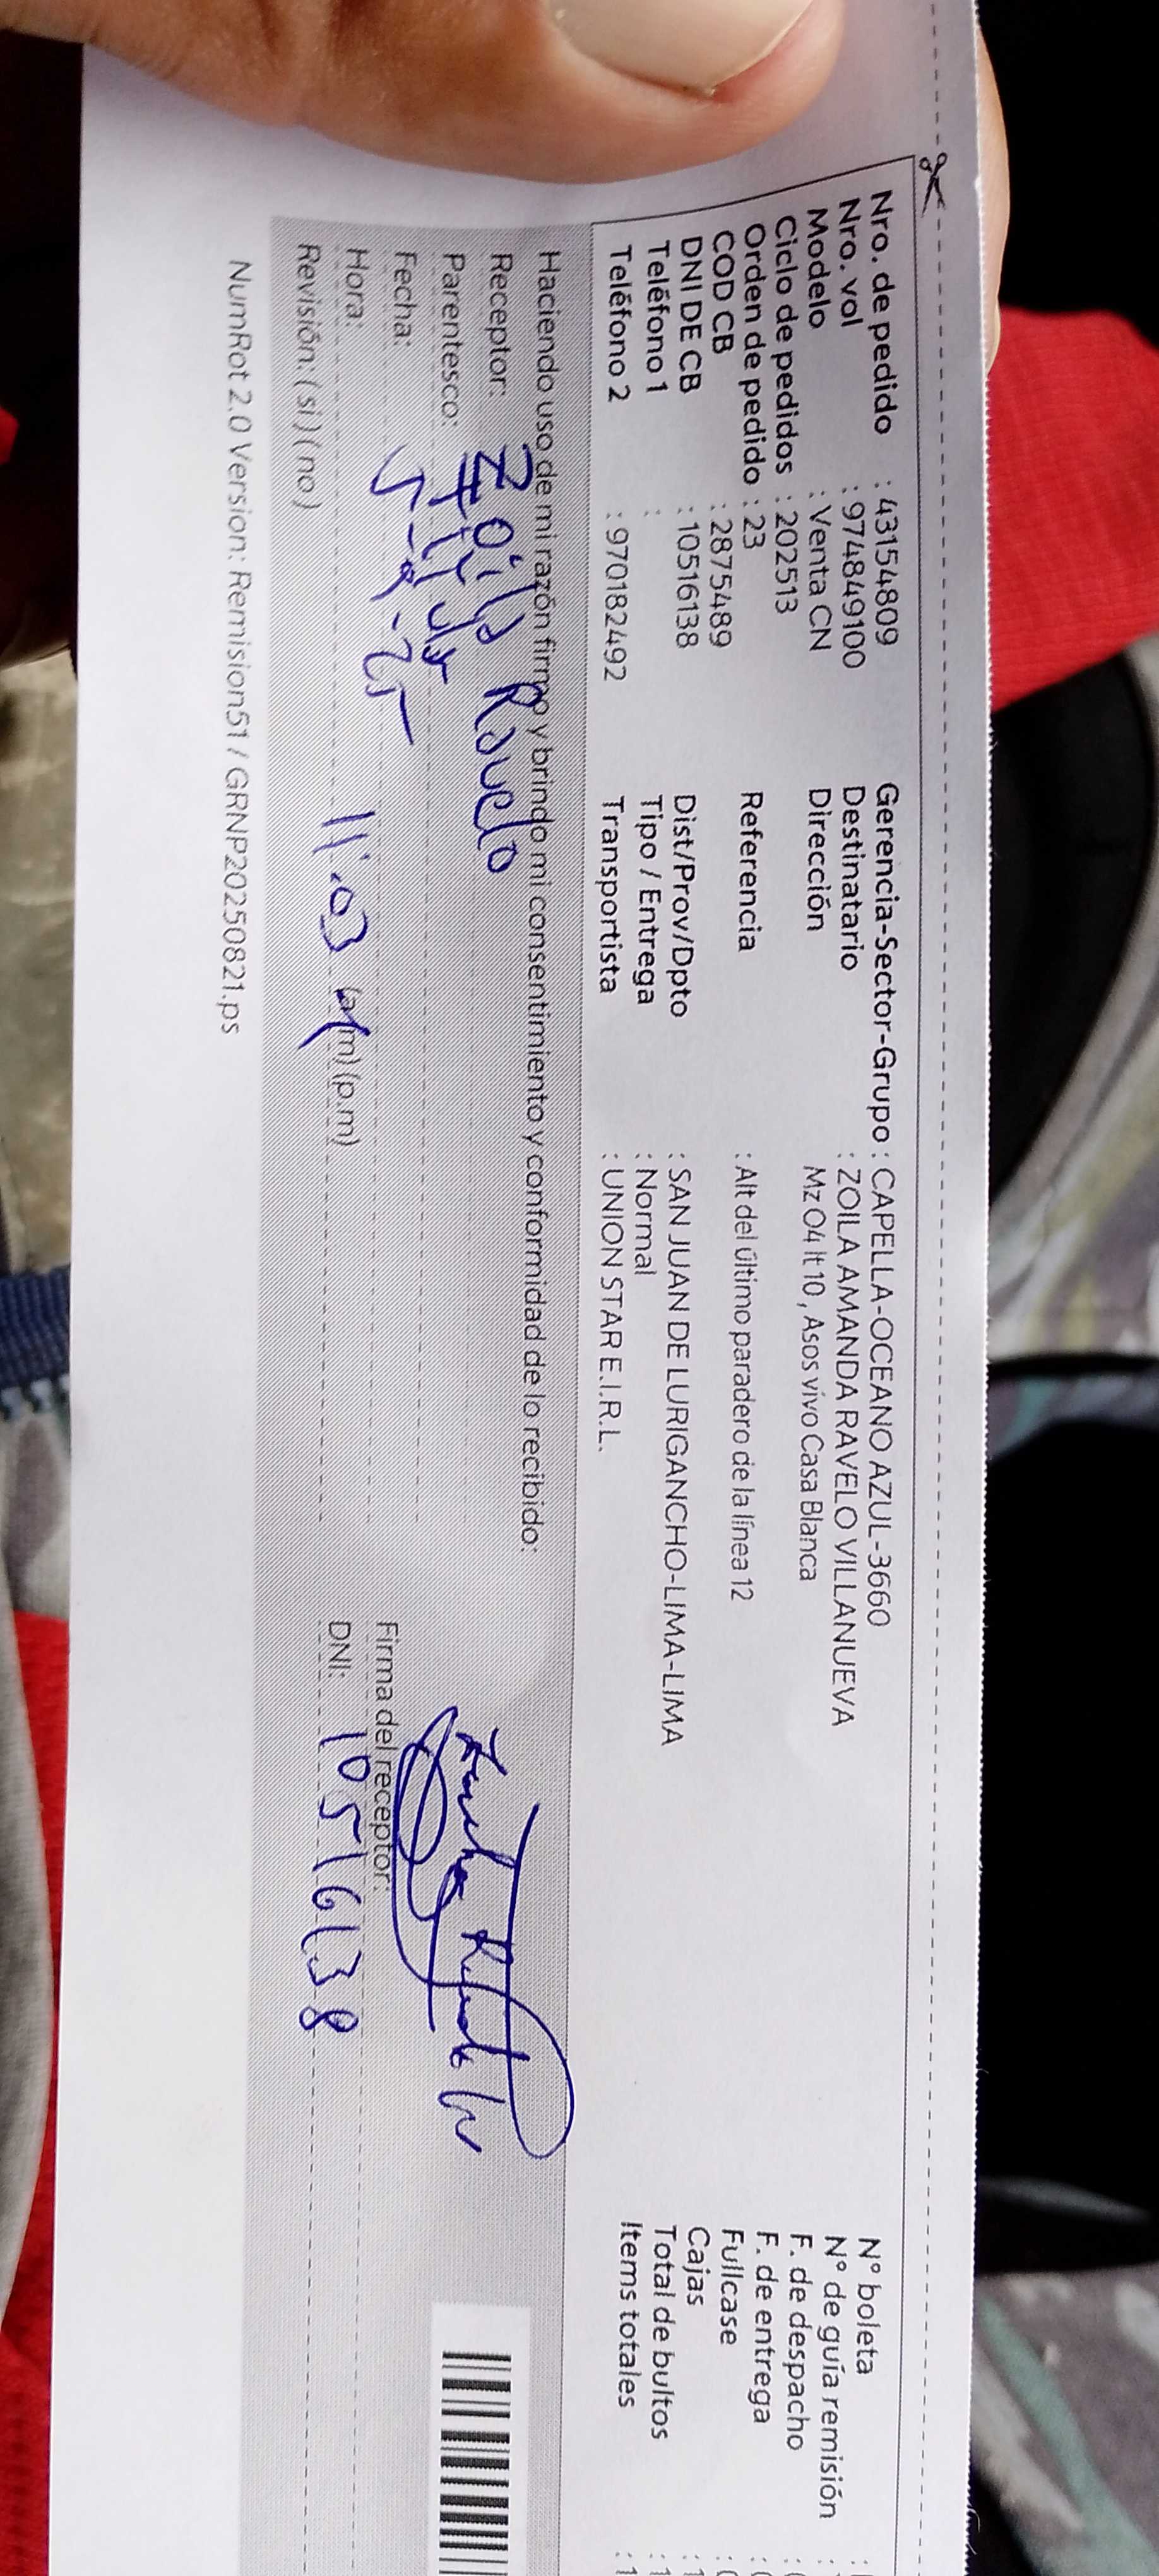 Nro. de pedido : 43154809
Nro. vol : 974849100
Modelo : Venta CN
Ciclo de pedidos : 202513
Orden de pedido : 23
COD CB : 2875489
DNI DE CB : 10516138
Teléfono 1 :
Teléfono 2 : 970182492
Gerencia-Sector-Grupo : CAPELLA-OCEANO AZUL-3660
Destinatario : ZOILA AMANDA RAVELO VILLANUEVA
Dirección Mz O4 lt 10 , Asos vivo Casa Blanca
Referencia : Alt del último paradero de la línea 12
Dist/Prov/Dpto : SAN JUAN DE LURIGANCHO-LIMA-LIMA
Tipo / Entrega : Normal
Transportista : UNION STAR E.I.R.L.
N° boleta :
N° de guía remisión :
F. de despacho :
F. de entrega :
Fullcase :
Cajas : 1
Total de bultos : 1
Items totales : 1
Haciendo uso de mi razón firmo y brindo mi consentimiento y conformidad de lo recibido:
Receptor: Zoila Ravelo
Parentesco:
Fecha: 5-9-25
Hora: 11:03 (a.m) (p.m)
Revisión: (si) (no)
Firma del receptor:
DNI: 10516138
NumRot 2.0 Version: Remision51 / GRNP20250821.ps